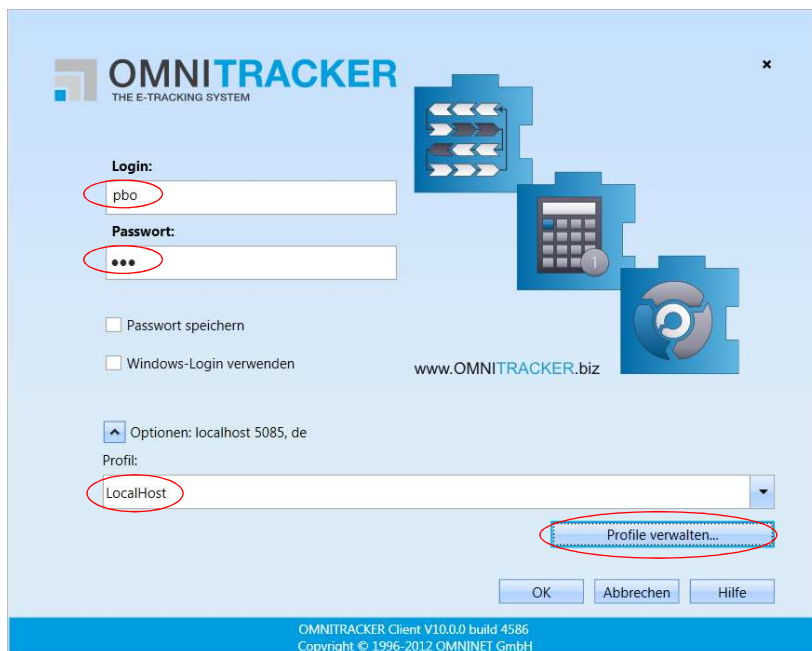 OMNITRACKER
THE E-TRACKING SYSTEM
×
Login:
pbo
Passwort:
●●●
Passwort speichern
Windows-Login verwenden
1
www.OMNITRACKER.biz
Optionen: localhost 5085, de
Profil:
LocalHost
Profile verwalten...
OK Abbrechen Hilfe
OMNITRACKER Client V10.0.0 build 4586
Copyright © 1996-2012 OMNINET GmbH